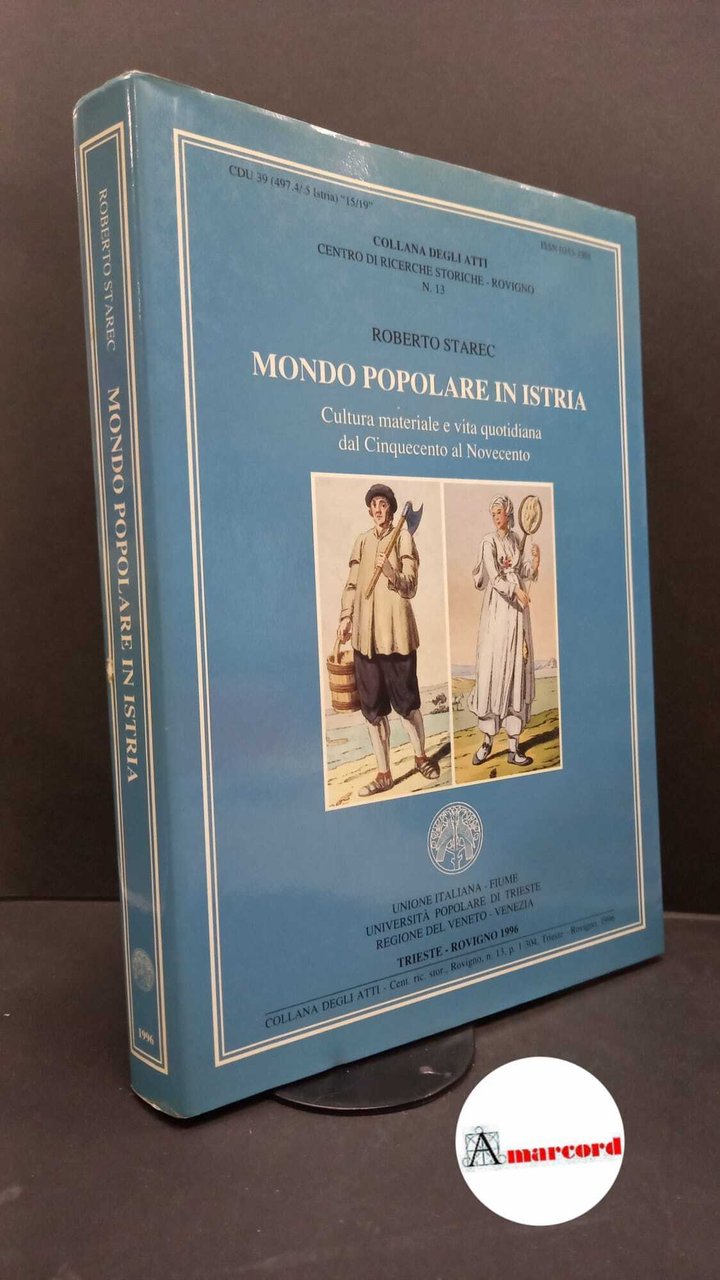 ROBERTO STAREC MONDO POPOLARE IN ISTRIA
1996
CDU 39 (497.4/.5 Istria) "15/19"
ISSN
COLLANA DEGLI ATTI
CENTRO DI RICERCHE STORICHE - ROVIGNO
N. 13
ROBERTO STAREC
MONDO POPOLARE IN ISTRIA
Cultura materiale e vita quotidiana
dal Cinquecento al Novecento
UNIONE ITALIANA - FIUME
UNIVERSITÀ POPOLARE DI TRIESTE
REGIONE DEL VENETO - VENEZIA
TRIESTE - ROVIGNO 1996
COLLANA DEGLI ATTI - Cent. ric. stor., Rovigno, n. 13, p. 1-304, Trieste - Rovigno, 1996
Amarcord